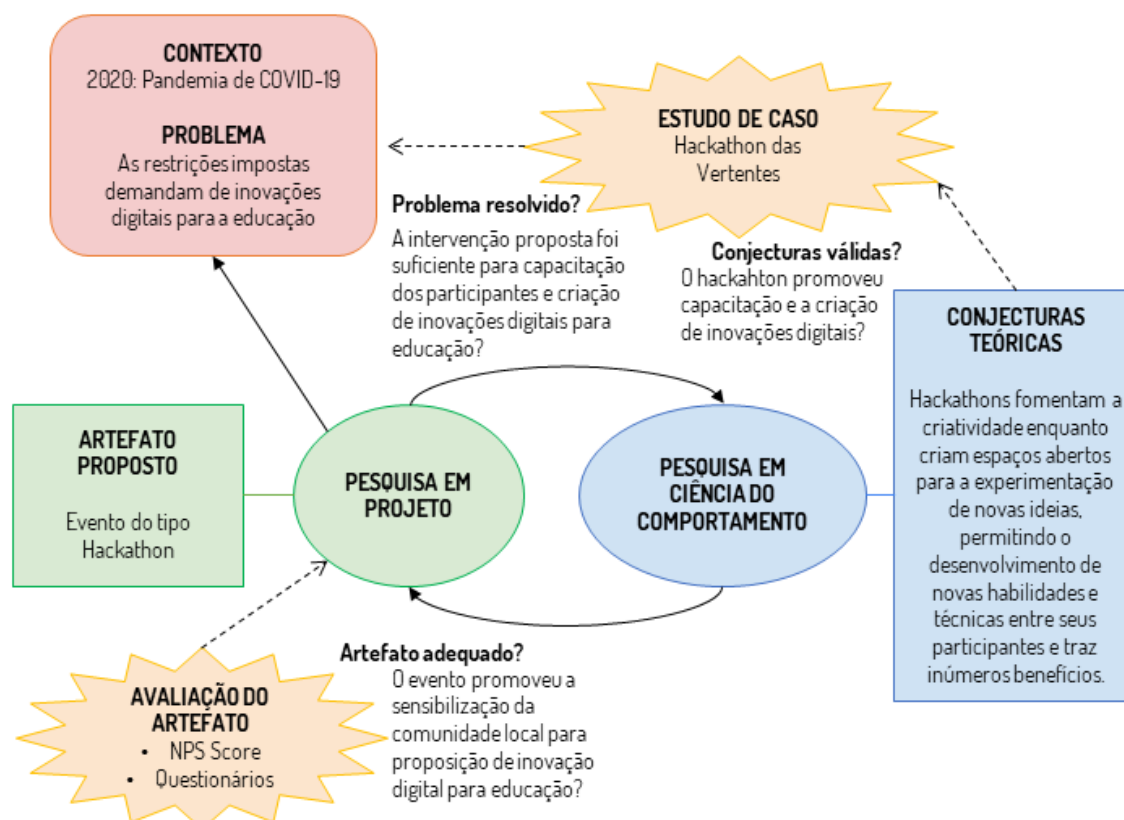 CONTEXTO
2020: Pandemia de COVID-19
PROBLEMA
As restrições impostas
demandam de inovações
digitais para a educação
ESTUDO DE CASO
Hackathon das
Vertentes
Problema resolvido?
A intervenção proposta foi
suficiente para capacitação
dos participantes e criação
de inovações digitais para
educação?
Conjecturas válidas?
O hackahton promoveu
capacitação e a criação
de inovações digitais?
CONJECTURAS
TEÓRICAS
Hackathons fomentam a
criatividade enquanto
criam espaços abertos
para a experimentação
de novas ideias,
permitindo o
desenvolvimento de
novas habilidades e
técnicas entre seus
participantes e traz
inúmeros benefícios.
ARTEFATO
PROPOSTO
Evento do tipo
Hackathon
PESQUISA EM
PROJETO
PESQUISA EM
CIÊNCIA DO
COMPORTAMENTO
Artefato adequado?
O evento promoveu a
sensibilização da
comunidade local para
proposição de inovação
digital para educação?
AVALIAÇÃO DO
ARTEFATO
• NPS Score
• Questionários